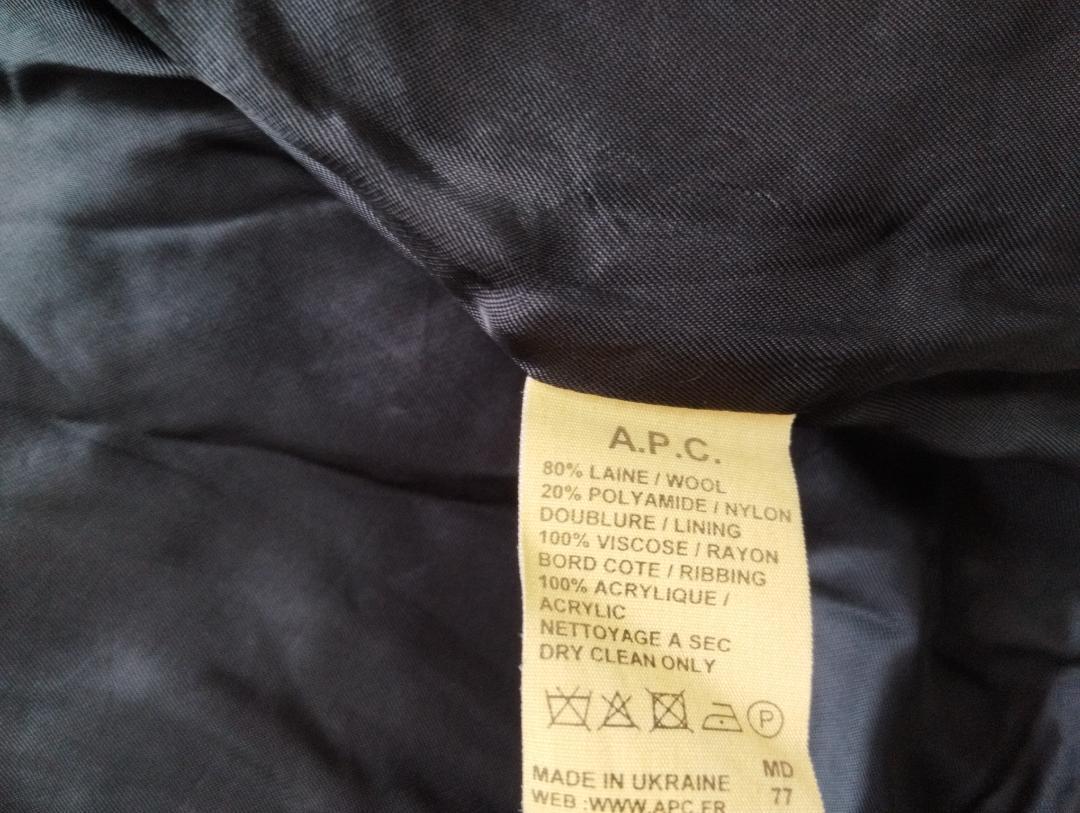 A.P.C.
80% LAINE / WOOL
20% POLYAMIDE / NYLON
DOUBLURE / LINING
100% VISCOSE / RAYON
BORD COTE / RIBBING
100% ACRYLIQUE /
ACRYLIC
NETTOYAGE A SEC
DRY CLEAN ONLY
P
MADE IN UKRAINE MD
WEB :WWW.APC.FR 77